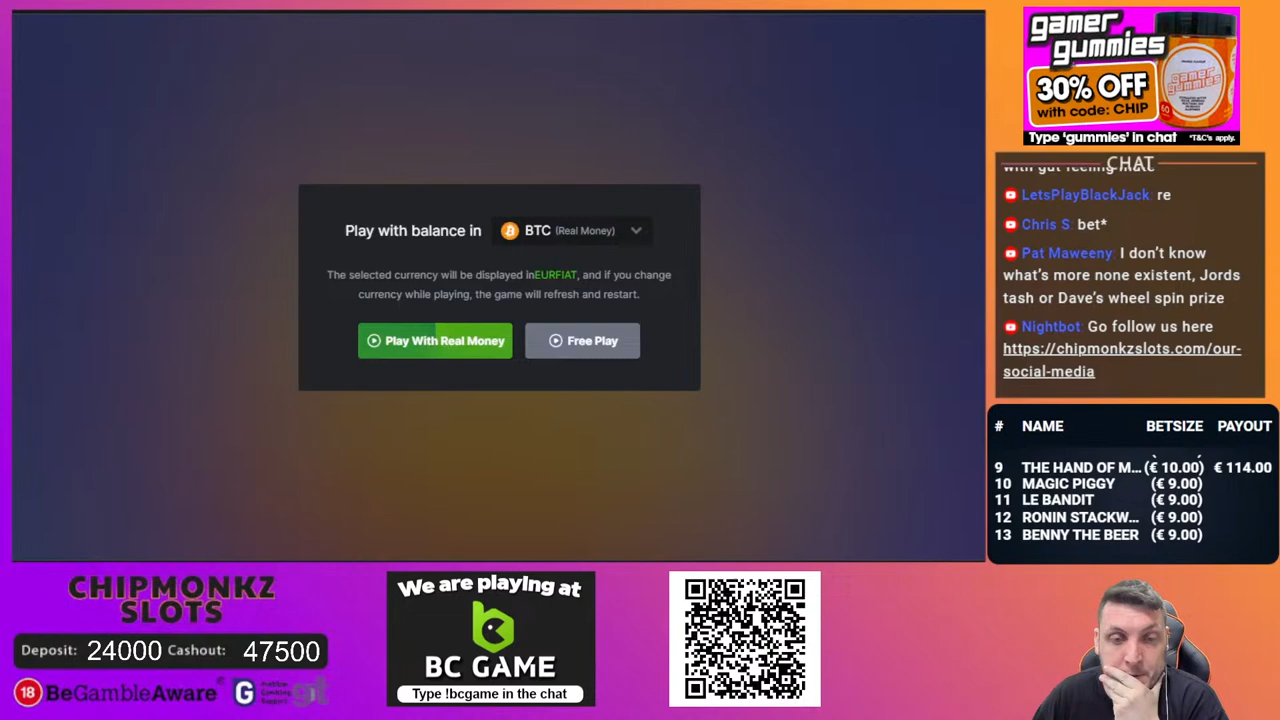 Play with balance in BTC (Real Money)
The selected currency will be displayed inEURFIAT, and if you change
currency while playing, the game will refresh and restart.
Play With Real Money
Free Play
gamer
gummies
30% OFF
with code: CHIP
Type 'gummies' in chat *T&C's apply.
CHAT
with gut feeling
LetsPlayBlackJack: re
Chris S: bet*
Pat Maweeny: I don't know
what's more none existent, Jords
tash or Dave's wheel spin prize
Nightbot: Go follow us here
https://chipmonkzslots.com/our-
social-media
# NAME BETSIZE PAYOUT
9 THE HAND OF M... (€ 10.00) € 114.00
10 MAGIC PIGGY (€ 9.00)
11 LE BANDIT (€ 9.00)
12 RONIN STACKW... (€ 9.00)
13 BENNY THE BEER (€ 9.00)
CHIPMONKZ
SLOTS
Deposit: 24000 Cashout: 47500
18 BeGambleAware
We are playing at
BC GAME
Type !bcgame in the chat